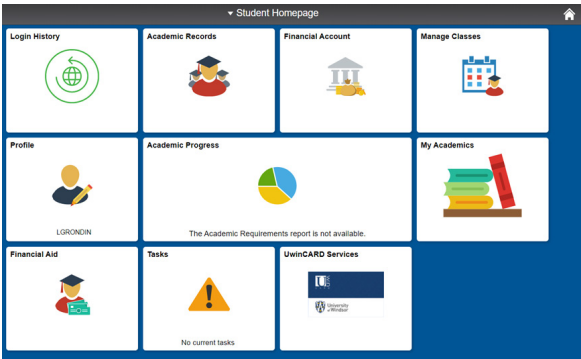 Student Homepage
Login History
Academic Records
Financial Account
Manage Classes
Profile
LGRONDIN
Academic Progress
The Academic Requirements report is not available.
My Academics
Financial Aid
Tasks
No current tasks
UwinCARD Services
University
of Windsor